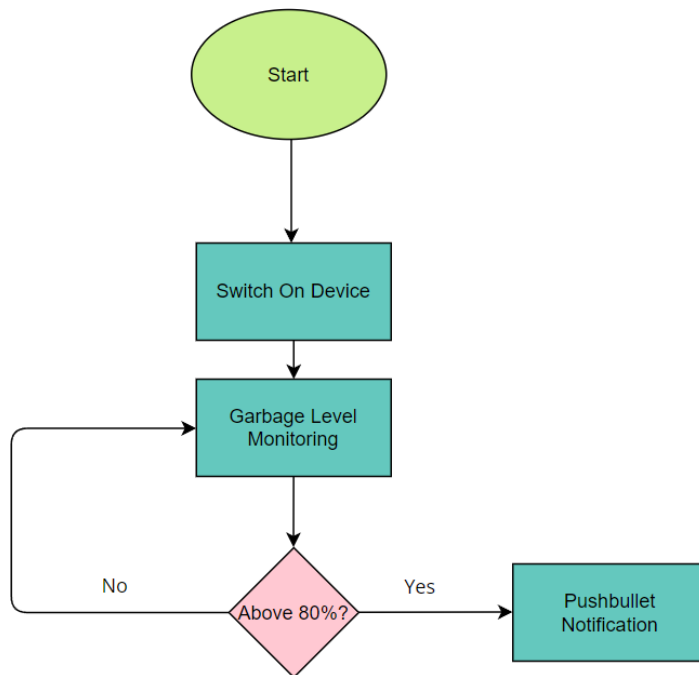 Start
Switch On Device
Garbage Level
Monitoring
No
Above 80%?
Yes
Pushbullet
Notification